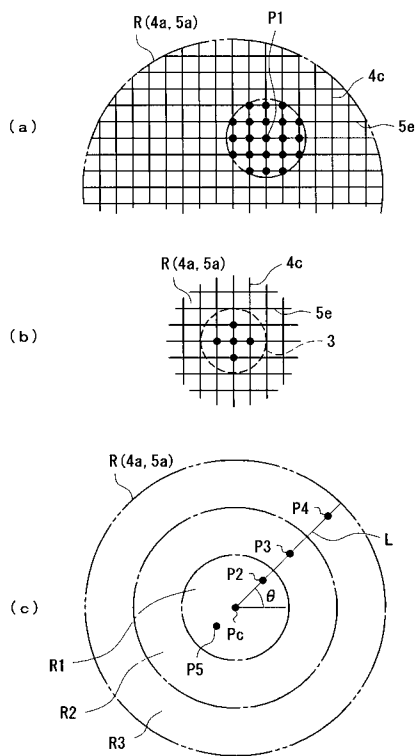 R(4a, 5a)
P1
4c
5e
(a)
R(4a, 5a)
4c
5e
3
(b)
R(4a, 5a)
P4
L
P3
P2
θ
Pc
P5
(c)
R1
R2
R3